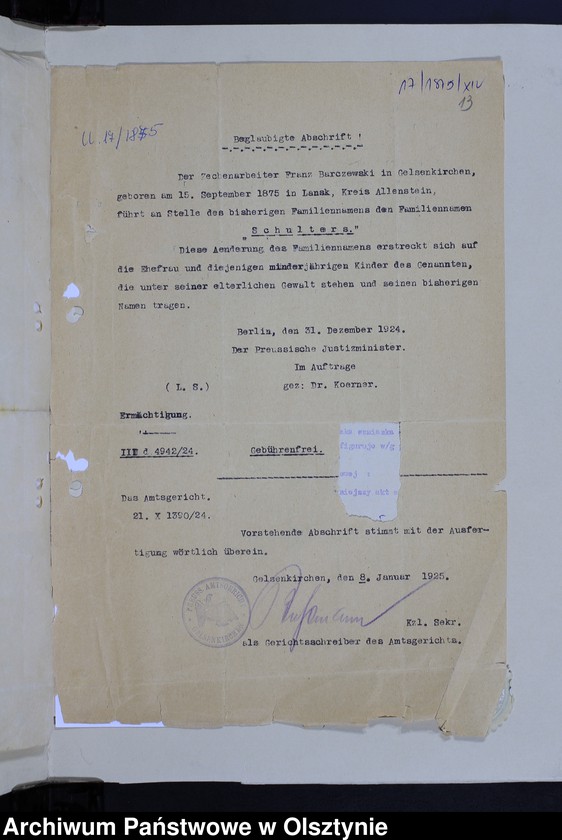 17/1875/XIV
13
U. 17/1875
Beglaubigte Abschrift !
Der Zechenarbeiter Franz Barczewski in Gelsenkirchen,
geboren am 15. September 1875 in Lansk, Kreis Allenstein,
führt an Stelle des bisherigen Familiennamens den Familiennamen
„Schulters."
Diese Aenderung des Familiennamens erstreckt sich auf
die Ehefrau und diejenigen minderjährigen Kinder des Genannten,
die unter seiner elterlichen Gewalt stehen und seinen bisherigen
Namen tragen.
Berlin, den 31. Dezember 1924.
Der Preussische Justizminister.
Im Auftrage
(L. S.) gez: Dr. Koerner.
Ermächtigung.
III d 4942/24. Gebührenfrei.
figuruje w/g
Das Amtsgericht.
21. X 1390/24.
Vorstehende Abschrift stimst mit der Ausfer-
tigung wörtlich überein.
Gelsenkirchen, den 8. Januar 1925.
Kzl. Sekr.
als Gerichtsschreiber des Amtsgerichts.
Archiwum Państwowe w Olsztynie